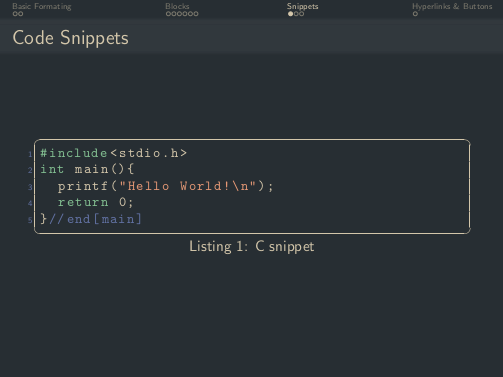 Basic Formating Blocks Snippets Hyperlinks & Buttons
Code Snippets
1 #include<stdio.h>
2 int main(){
3 printf("Hello World!\n");
4 return 0;
5 }//end[main]
Listing 1: C snippet